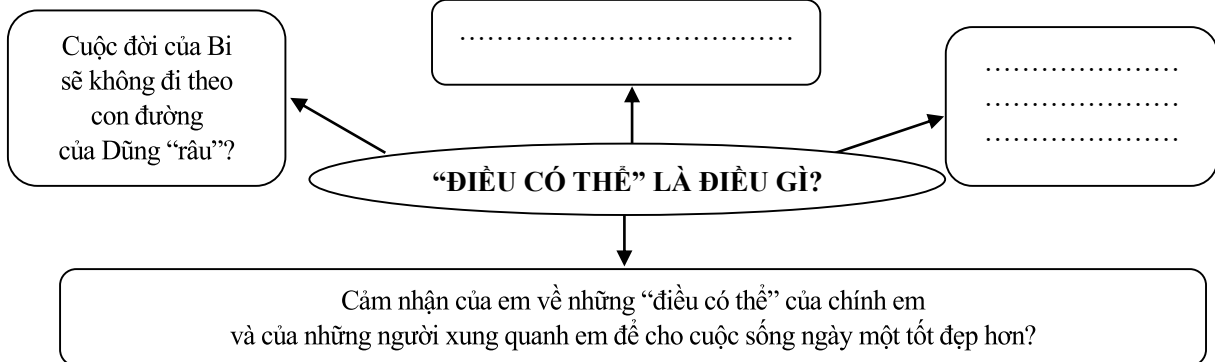 Cuộc đời của Bi
sẽ không đi theo
con đường
của Dũng “râu”?
……………………………
…………………
…………………
…………………
“ĐIỀU CÓ THỂ” LÀ ĐIỀU GÌ?
Cảm nhận của em về những “điều có thể” của chính em
và của những người xung quanh em để cho cuộc sống ngày một tốt đẹp hơn?